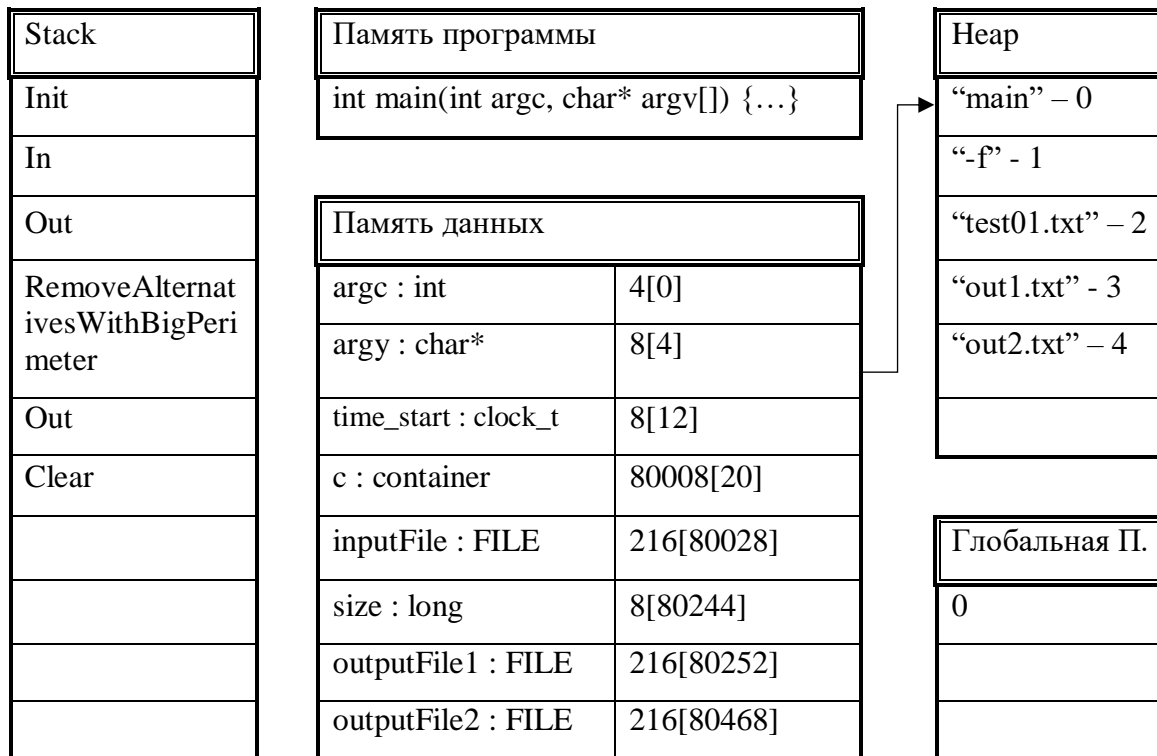 Stack
Init
In
Out
RemoveAlternat
ivesWithBigPeri
meter
Out
Clear
Память программы
int main(int argc, char* argv[]) {…}
Память данных
argc : int 4[0]
argy : char* 8[4]
time_start : clock_t 8[12]
c : container 80008[20]
inputFile : FILE 216[80028]
size : long 8[80244]
outputFile1 : FILE 216[80252]
outputFile2 : FILE 216[80468]
Heap
“main” – 0
“-f” - 1
“test01.txt” – 2
“out1.txt” - 3
“out2.txt” – 4
Глобальная П.
0